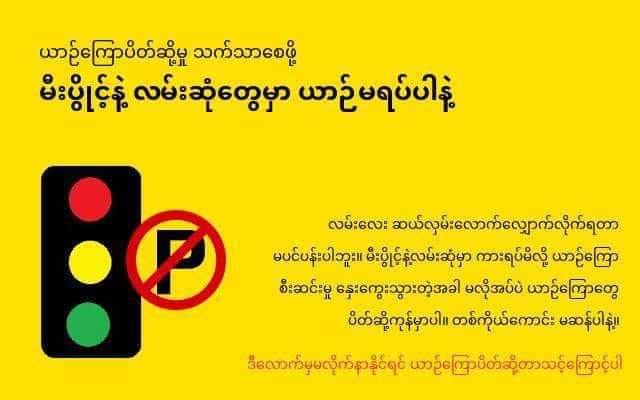 ယာဉ်ကြောပိတ်ဆို့မှု သက်သာစေဖို့
မီးပွိုင့်နဲ့ လမ်းဆုံတွေမှာ ယာဉ်မရပ်ပါနဲ့
P
လမ်းလေး ဆယ်လှမ်းလောက်လျှောက်လိုက်ရတာ
မပင်ပန်းပါဘူး။ မီးပွိုင့်နဲ့လမ်းဆုံမှာ ကားရပ်မိလို့ ယာဉ်ကြော
စီးဆင်းမှု နှေးကွေးသွားတဲ့အခါ မလိုအပ်ပဲ ယာဉ်ကြောတွေ
ပိတ်ဆို့ကုန်မှာပါ။ တစ်ကိုယ်ကောင်း မဆန်ပါနဲ့။
ဒီလောက်မှမလိုက်နာနိုင်ရင် ယာဉ်ကြောပိတ်ဆို့တာသင့်ကြောင့်ပါ